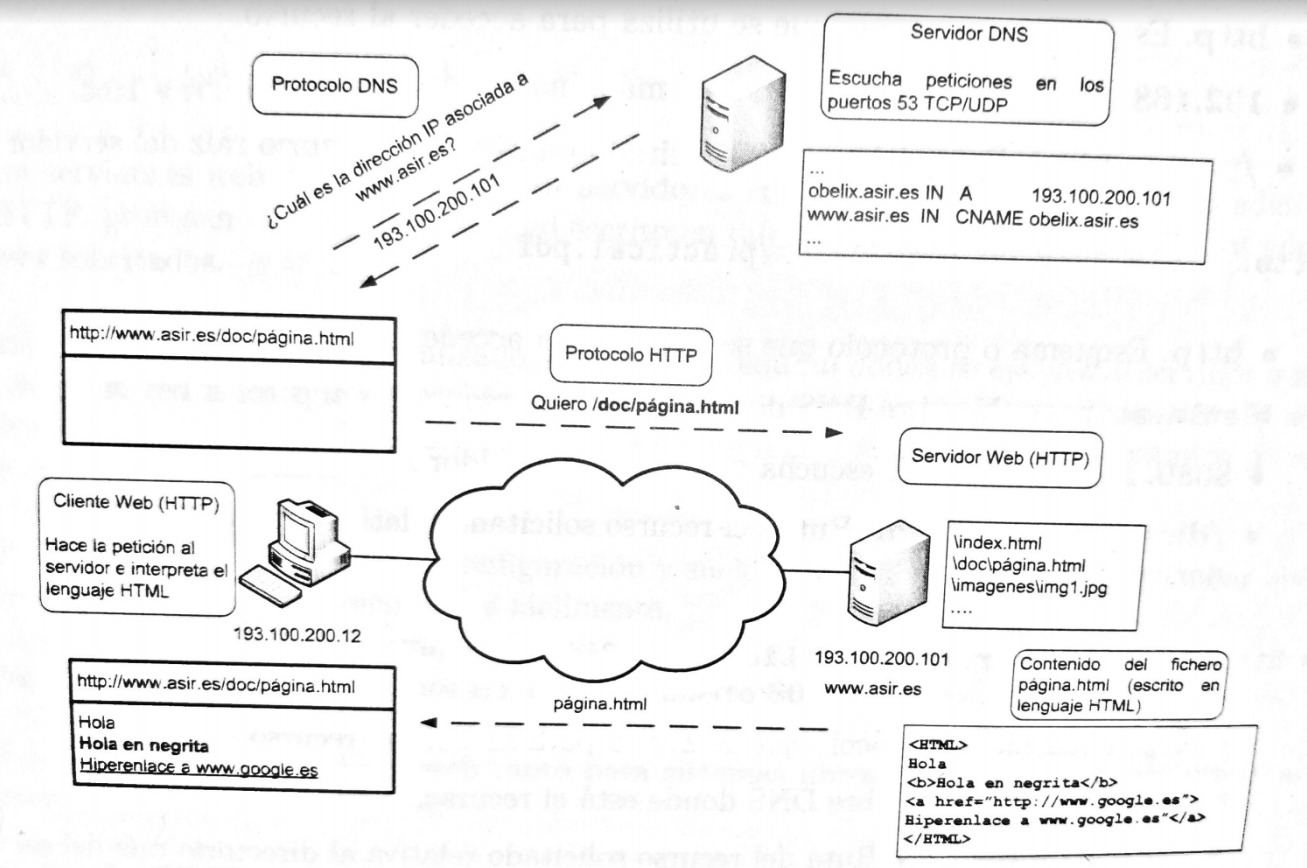 Protocolo DNS
¿Cuál es la dirección IP asociada a
www.asir.es?
193.100.200.101
Servidor DNS
Escucha peticiones en los
puertos 53 TCP/UDP
...
obelix.asir.es IN A 193.100.200.101
www.asir.es IN CNAME obelix.asir.es
...
http://www.asir.es/doc/página.html
Protocolo HTTP
Quiero /doc/página.html
Servidor Web (HTTP)
Cliente Web (HTTP)
Hace la petición al
servidor e interpreta el
lenguaje HTML
193.100.200.12
\index.html
\doc\página.html
\imagenes\img1.jpg
....
193.100.200.101
www.asir.es
http://www.asir.es/doc/página.html
Hola
Hola en negrita
Hiperenlace a www.google.es
página.html
Contenido del fichero
página.html (escrito en
lenguaje HTML)
<HTML>
Hola
<b>Hola en negrita</b>
<a href="http://www.google.es">
Hiperenlace a www.google.es"</a>
</HTML>